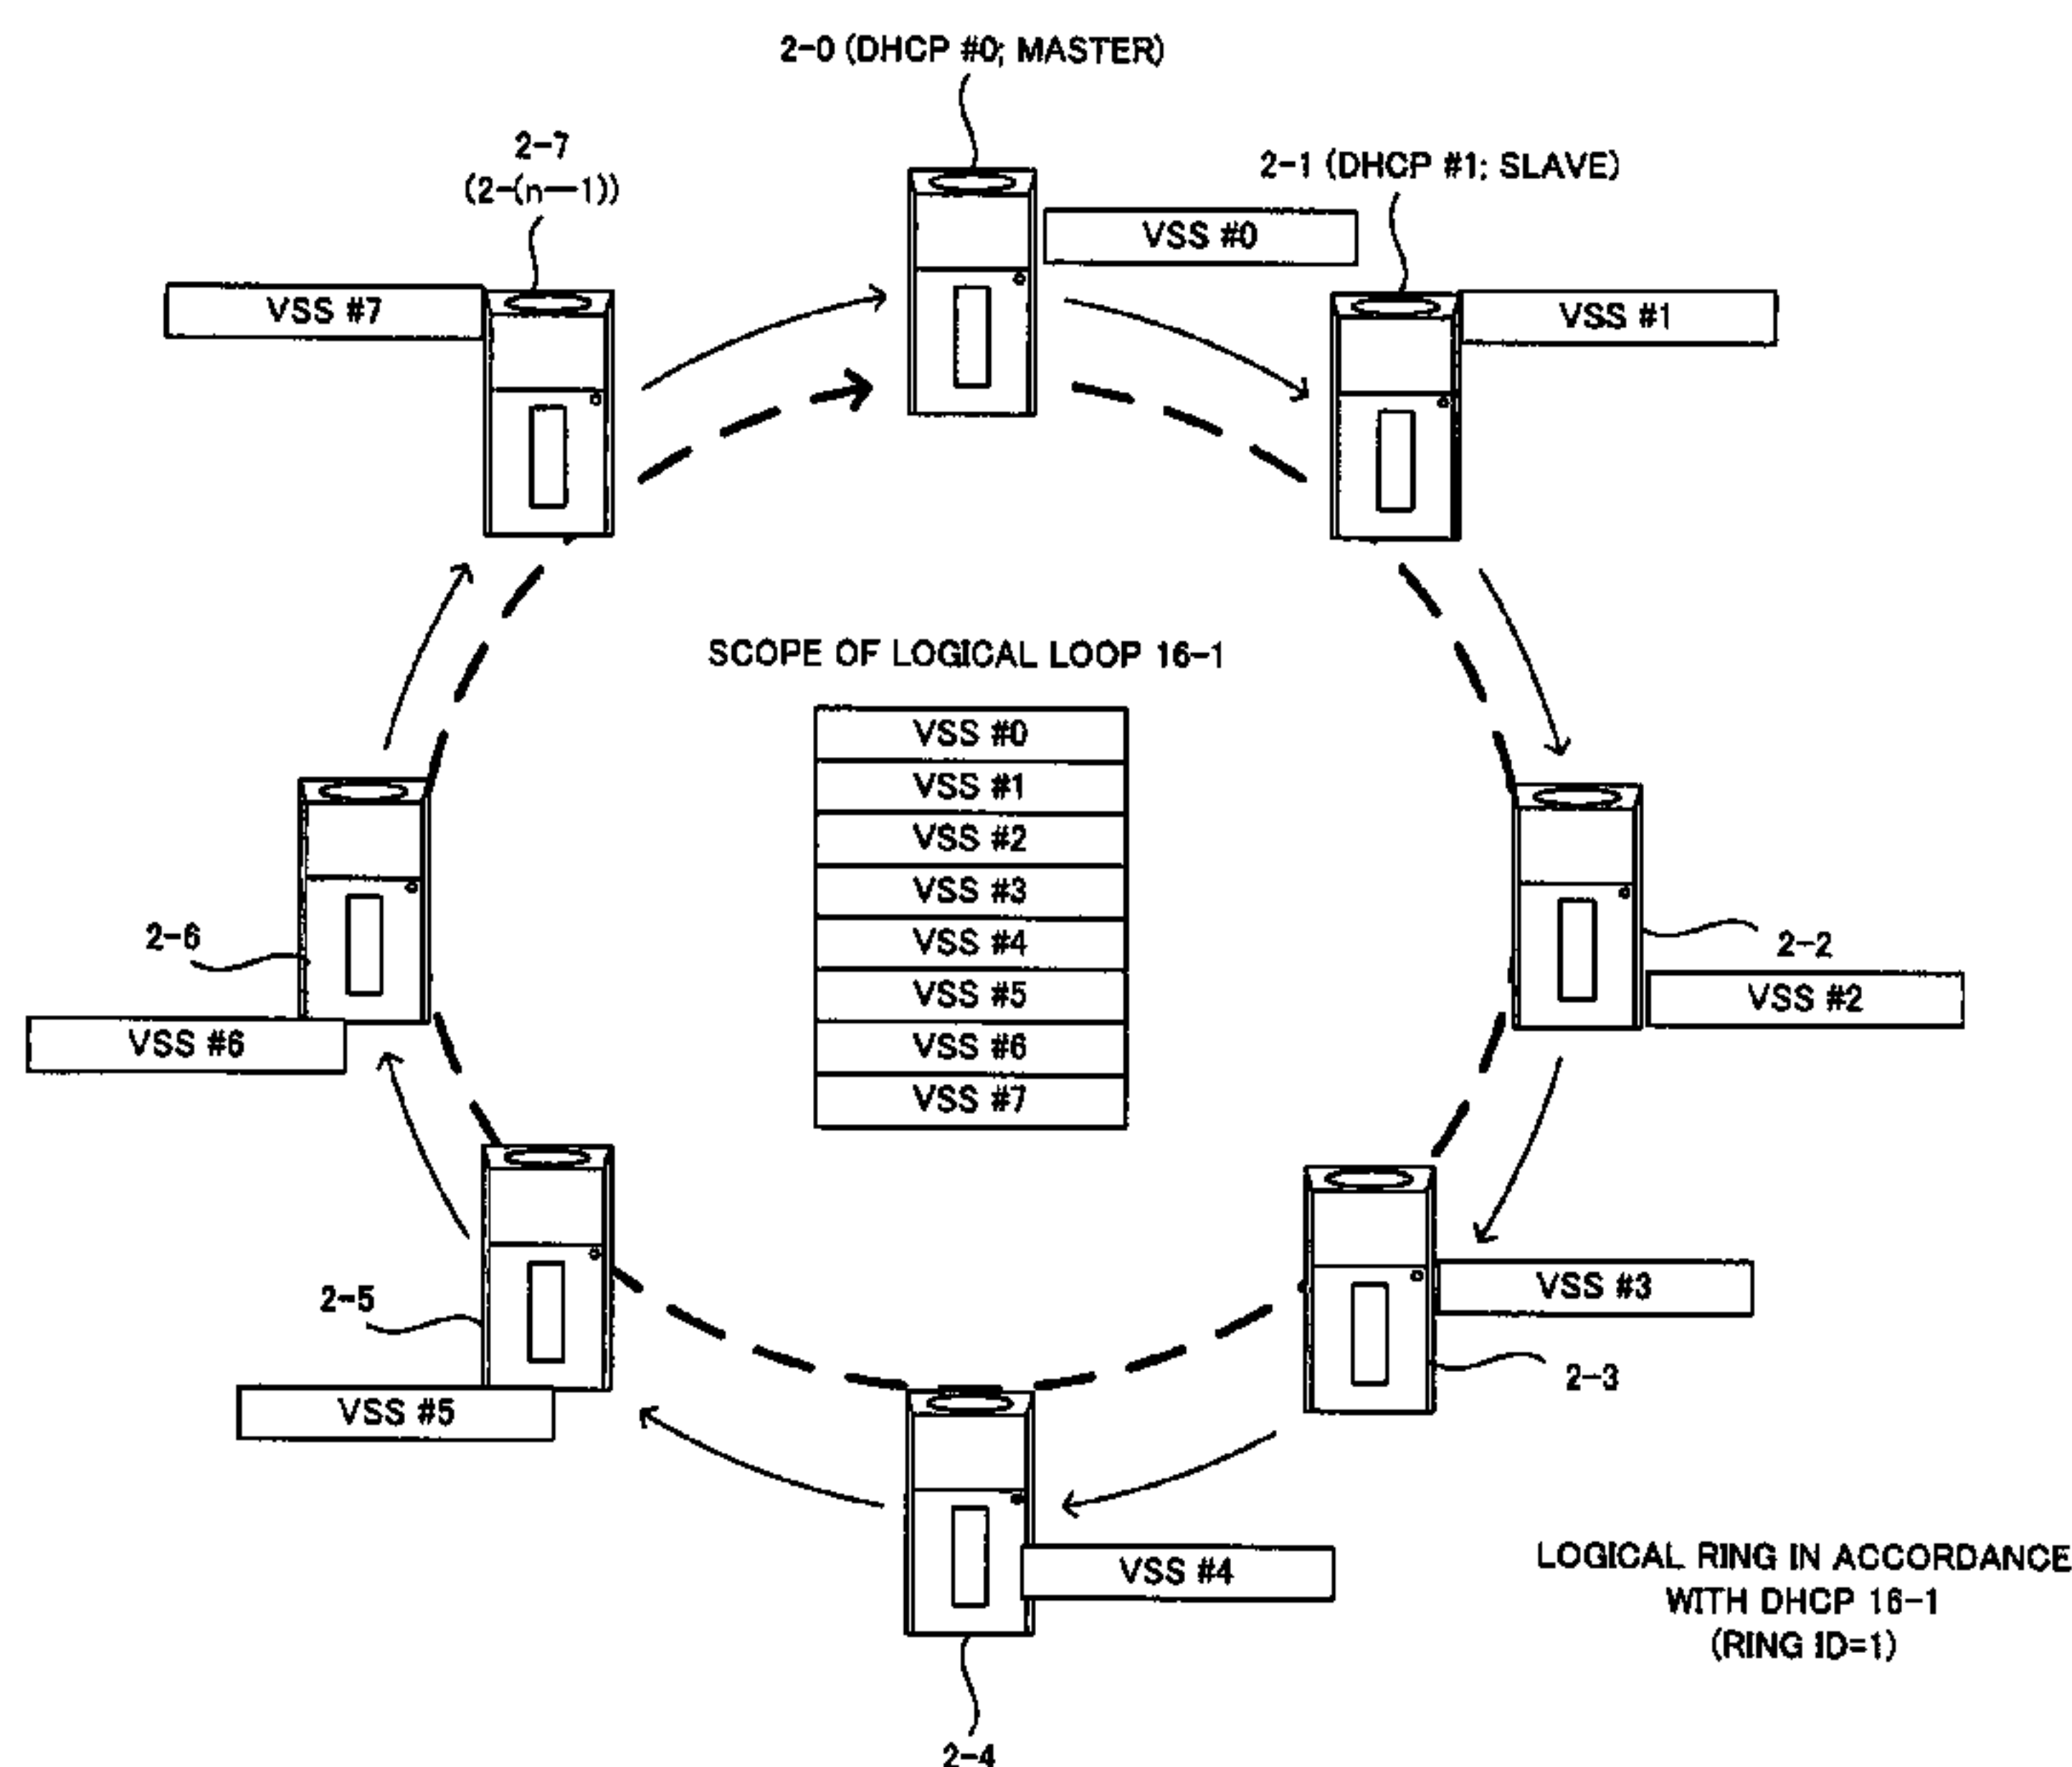 2-0 (DHCP #0; MASTER)
2-7
(2-(n-1))
2-1 (DHCP #1; SLAVE)
VSS #0
VSS #7
VSS #1
SCOPE OF LOGICAL LOOP 16-1
VSS #0
VSS #1
VSS #2
VSS #3
VSS #4
VSS #5
VSS #6
VSS #7
2-6
2-2
VSS #2
VSS #6
2-5
VSS #3
2-3
VSS #5
VSS #4
2-4
LOGICAL RING IN ACCORDANCE
WITH DHCP 16-1
(RING ID=1)